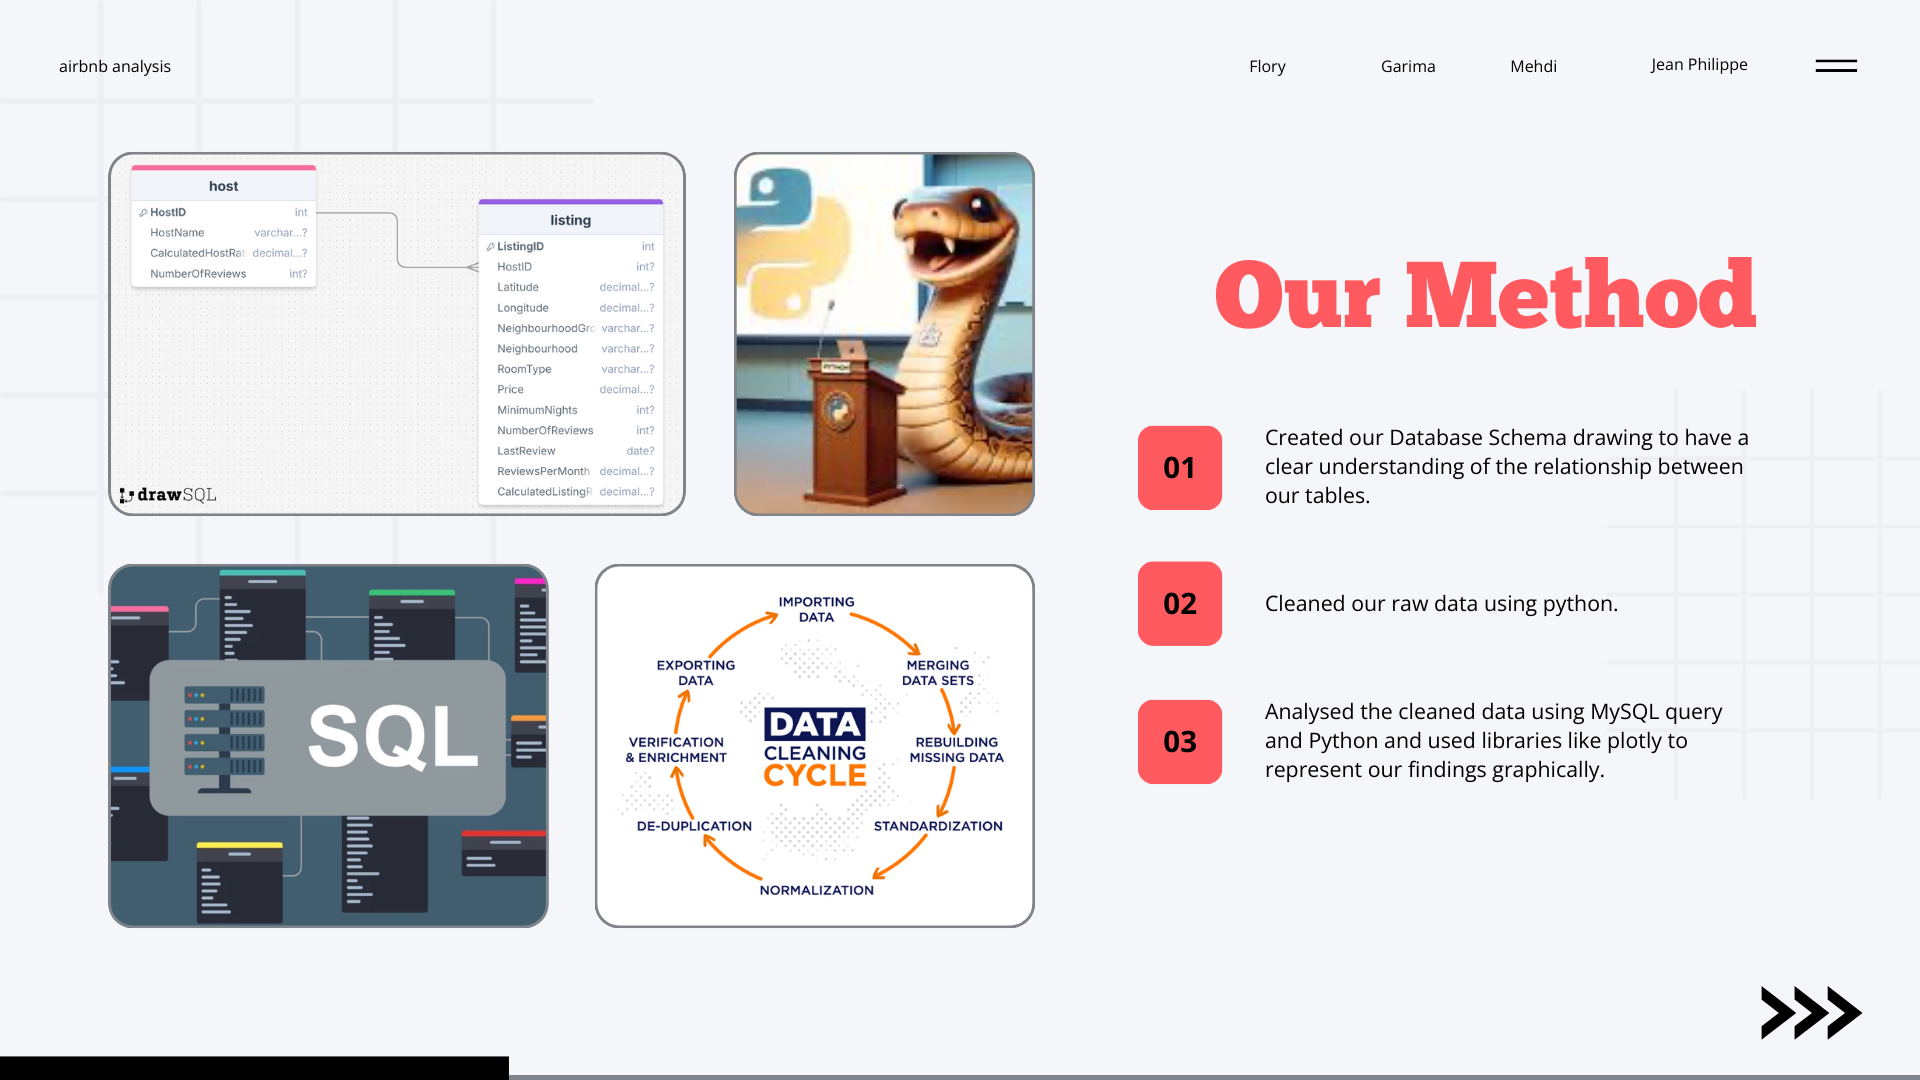 airbnb analysis
Flory
Garima
Mehdi
Jean Philippe
host
HostID int
HostName varchar...?
CalculatedHostRat decimal...?
NumberOfReviews int?
listing
ListingID int
HostID int?
Latitude decimal...?
Longitude decimal...?
NeighbourhoodGro varchar...?
Neighbourhood varchar...?
RoomType varchar...?
Price decimal...?
MinimumNights int?
NumberOfReviews int?
LastReview date?
ReviewsPerMonth decimal...?
CalculatedListingR decimal...?
drawSQL
PYTHON
Our Method
01
Created our Database Schema drawing to have a
clear understanding of the relationship between
our tables.
02
Cleaned our raw data using python.
03
Analysed the cleaned data using MySQL query
and Python and used libraries like plotly to
represent our findings graphically.
SQL
IMPORTING
DATA
MERGING
DATA SETS
REBUILDING
MISSING DATA
STANDARDIZATION
NORMALIZATION
DE-DUPLICATION
VERIFICATION
& ENRICHMENT
EXPORTING
DATA
DATA
CLEANING
CYCLE